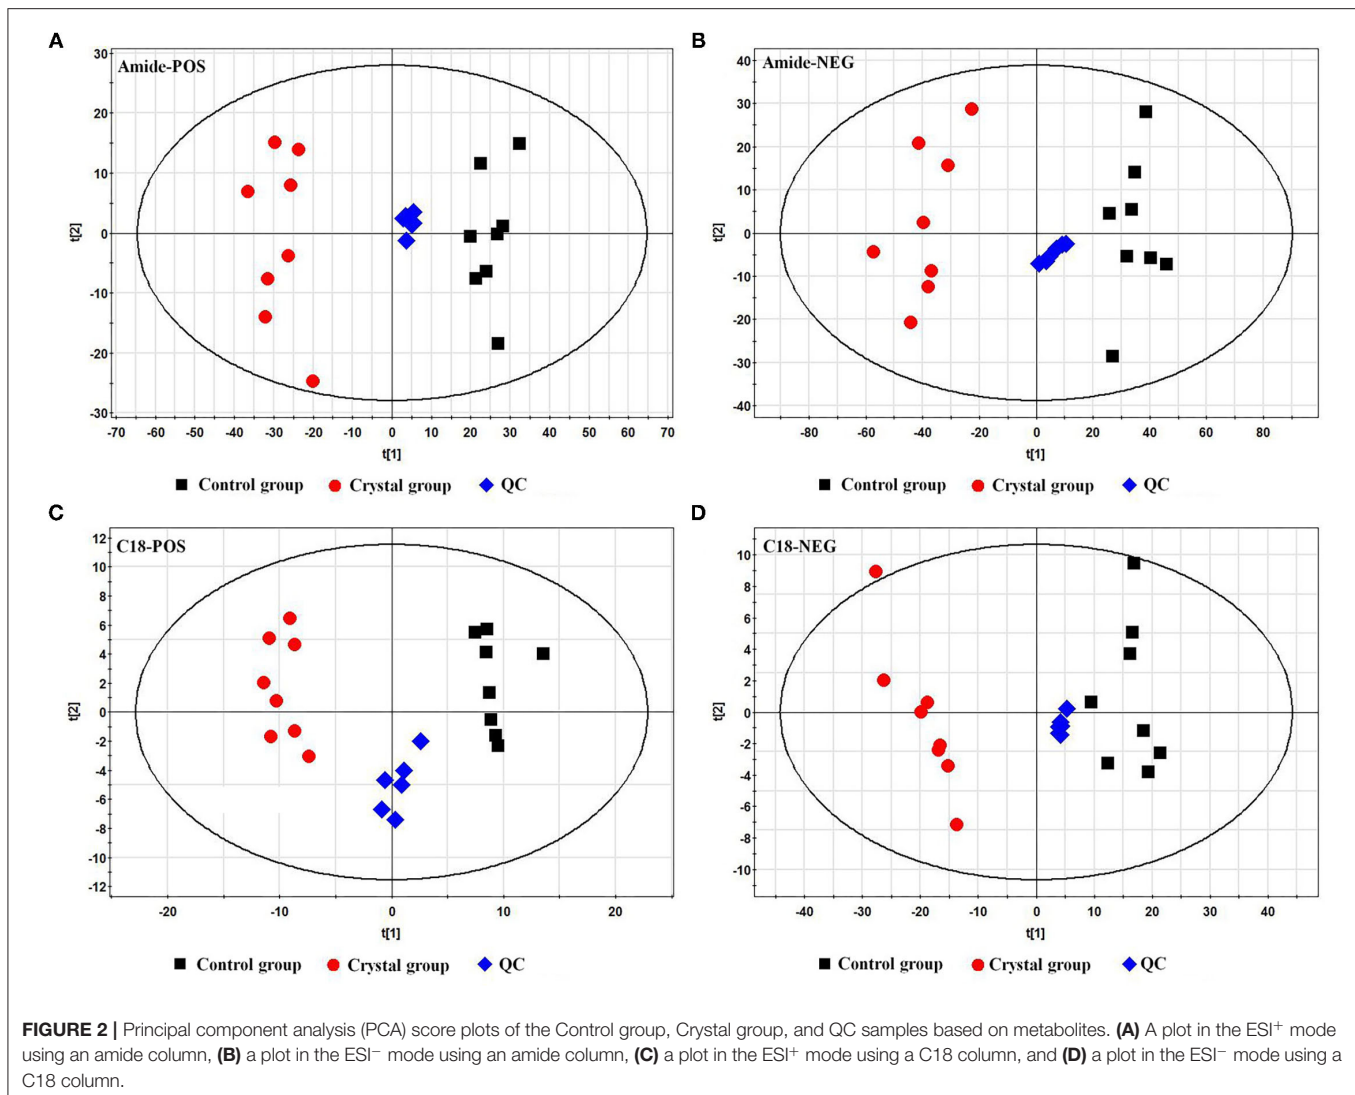 A
Amide-POS
30
20
10
0
-10
-20
-30
t[2]
-70 -60 -50 -40 -30 -20 -10 0 10 20 30 40 50 60 70
t[1]
Control group Crystal group QC
B
Amide-NEG
40
30
20
10
0
-10
-20
-30
-40
t[2]
-80 -60 -40 -20 0 20 40 60 80
t[1]
Control group Crystal group QC
C
C18-POS
12
10
8
6
4
2
0
-2
-4
-6
-8
-10
-12
t[2]
-20 -10 0 10 20
t[1]
Control group Crystal group QC
D
C18-NEG
10
8
6
4
2
0
-2
-4
-6
-8
-10
t[2]
-40 -30 -20 -10 0 10 20 30 40
t[1]
Control group Crystal group QC
FIGURE 2 | Principal component analysis (PCA) score plots of the Control group, Crystal group, and QC samples based on metabolites. (A) A plot in the ESI⁺ mode
using an amide column, (B) a plot in the ESI⁻ mode using an amide column, (C) a plot in the ESI⁺ mode using a C18 column, and (D) a plot in the ESI⁻ mode using a
C18 column.